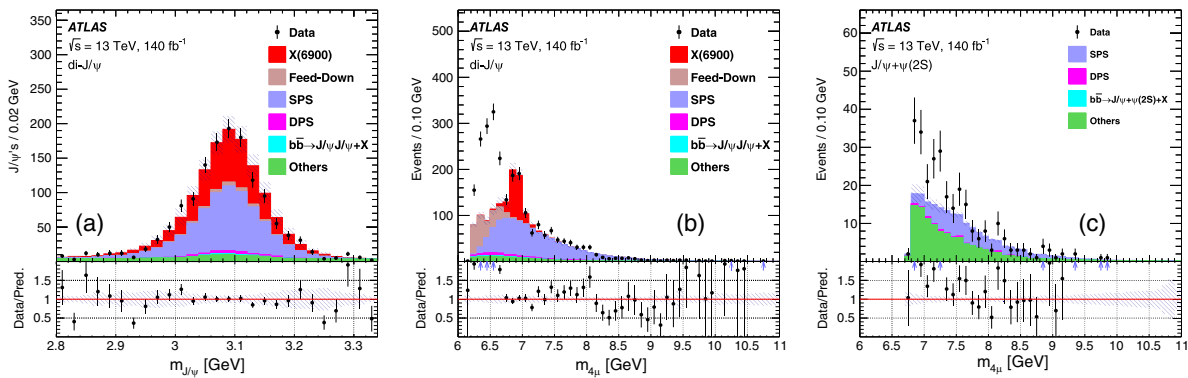 ATLAS
√s = 13 TeV, 140 fb⁻¹
di-J/ψ
Data
X(6900)
Feed-Down
SPS
DPS
bb̅→J/ψJ/ψ+X
Others
(a)
J/ψ's / 0.02 GeV
350
300
250
200
150
100
50
Data/Pred.
1.5
1
0.5
2.8
2.9
3
3.1
3.2
3.3
m_J/ψ [GeV]
ATLAS
√s = 13 TeV, 140 fb⁻¹
di-J/ψ
Data
X(6900)
Feed-Down
SPS
DPS
bb̅→J/ψJ/ψ+X
Others
(b)
Events / 0.10 GeV
500
400
300
200
100
Data/Pred.
1.5
1
0.5
6
6.5
7
7.5
8
8.5
9
9.5
10
10.5
11
m_4μ [GeV]
ATLAS
√s = 13 TeV, 140 fb⁻¹
J/ψ+ψ(2S)
Data
SPS
DPS
bb̅→J/ψ+ψ(2S)+X
Others
(c)
Events / 0.10 GeV
60
50
40
30
20
10
Data/Pred.
1.5
1
0.5
6
6.5
7
7.5
8
8.5
9
9.5
10
10.5
11
m_4μ [GeV]